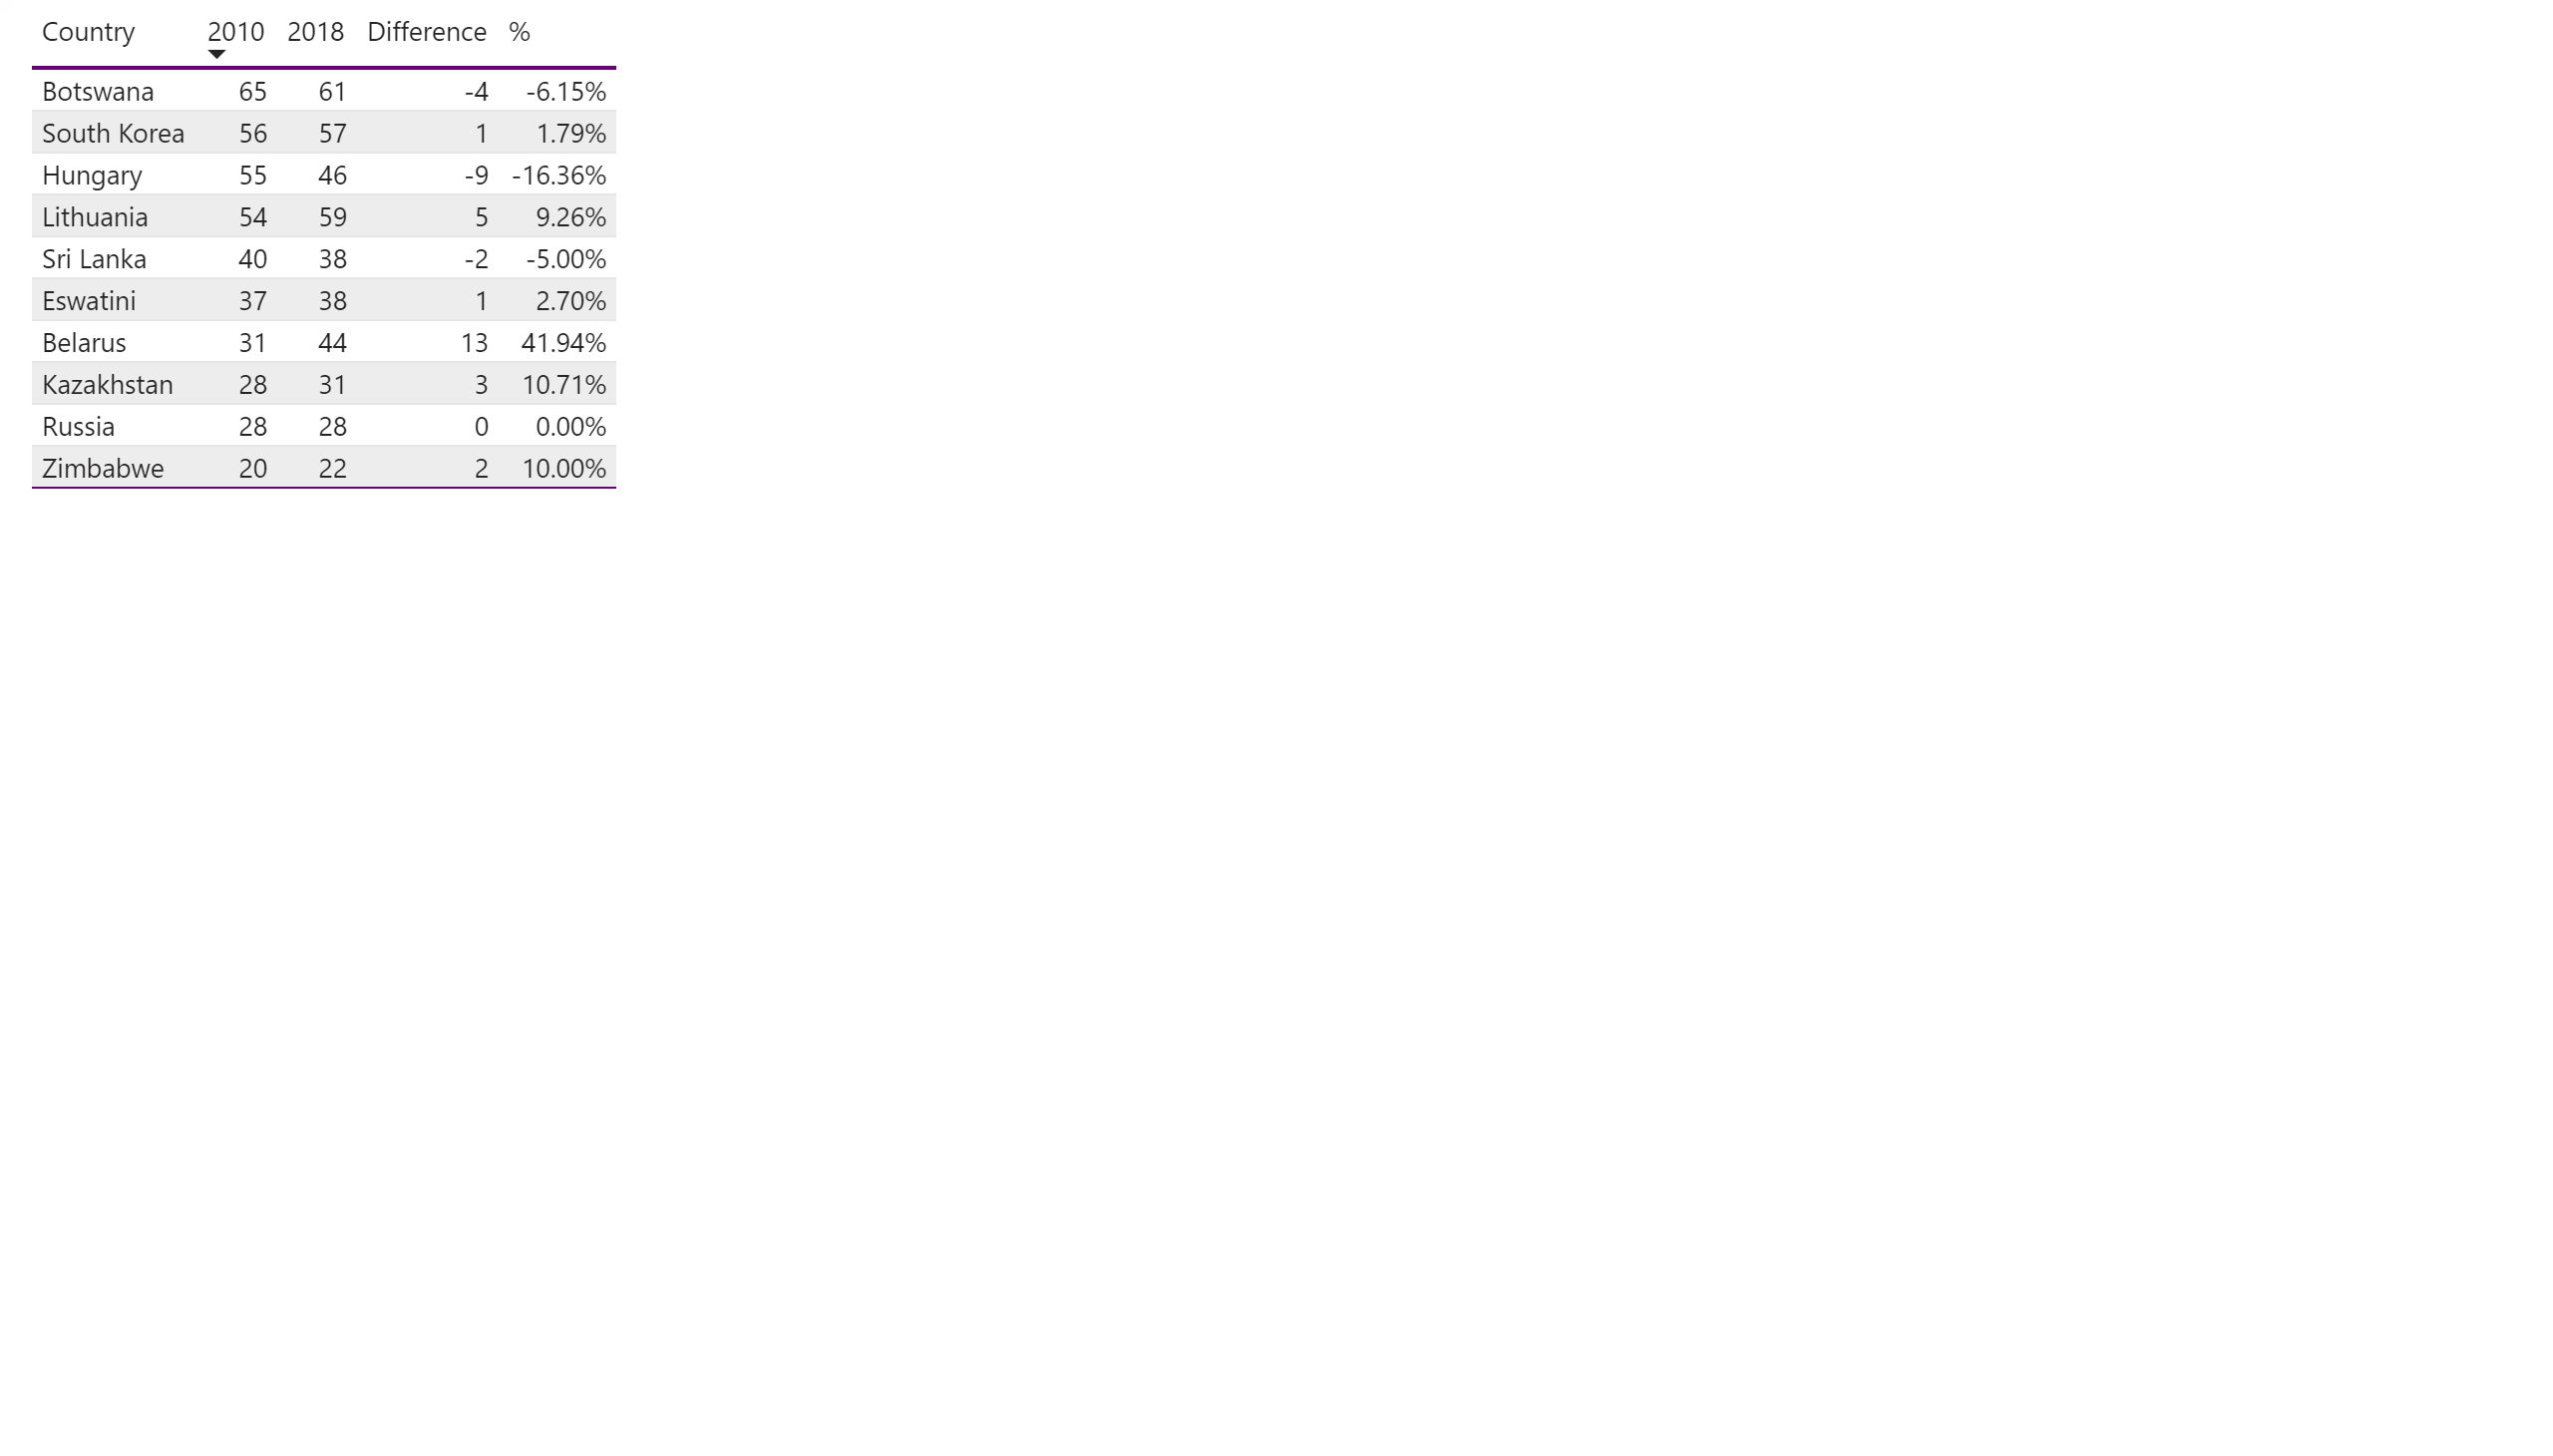 Country 2010 2018 Difference %
Botswana 65 61 -4 -6.15%
South Korea 56 57 1 1.79%
Hungary 55 46 -9 -16.36%
Lithuania 54 59 5 9.26%
Sri Lanka 40 38 -2 -5.00%
Eswatini 37 38 1 2.70%
Belarus 31 44 13 41.94%
Kazakhstan 28 31 3 10.71%
Russia 28 28 0 0.00%
Zimbabwe 20 22 2 10.00%